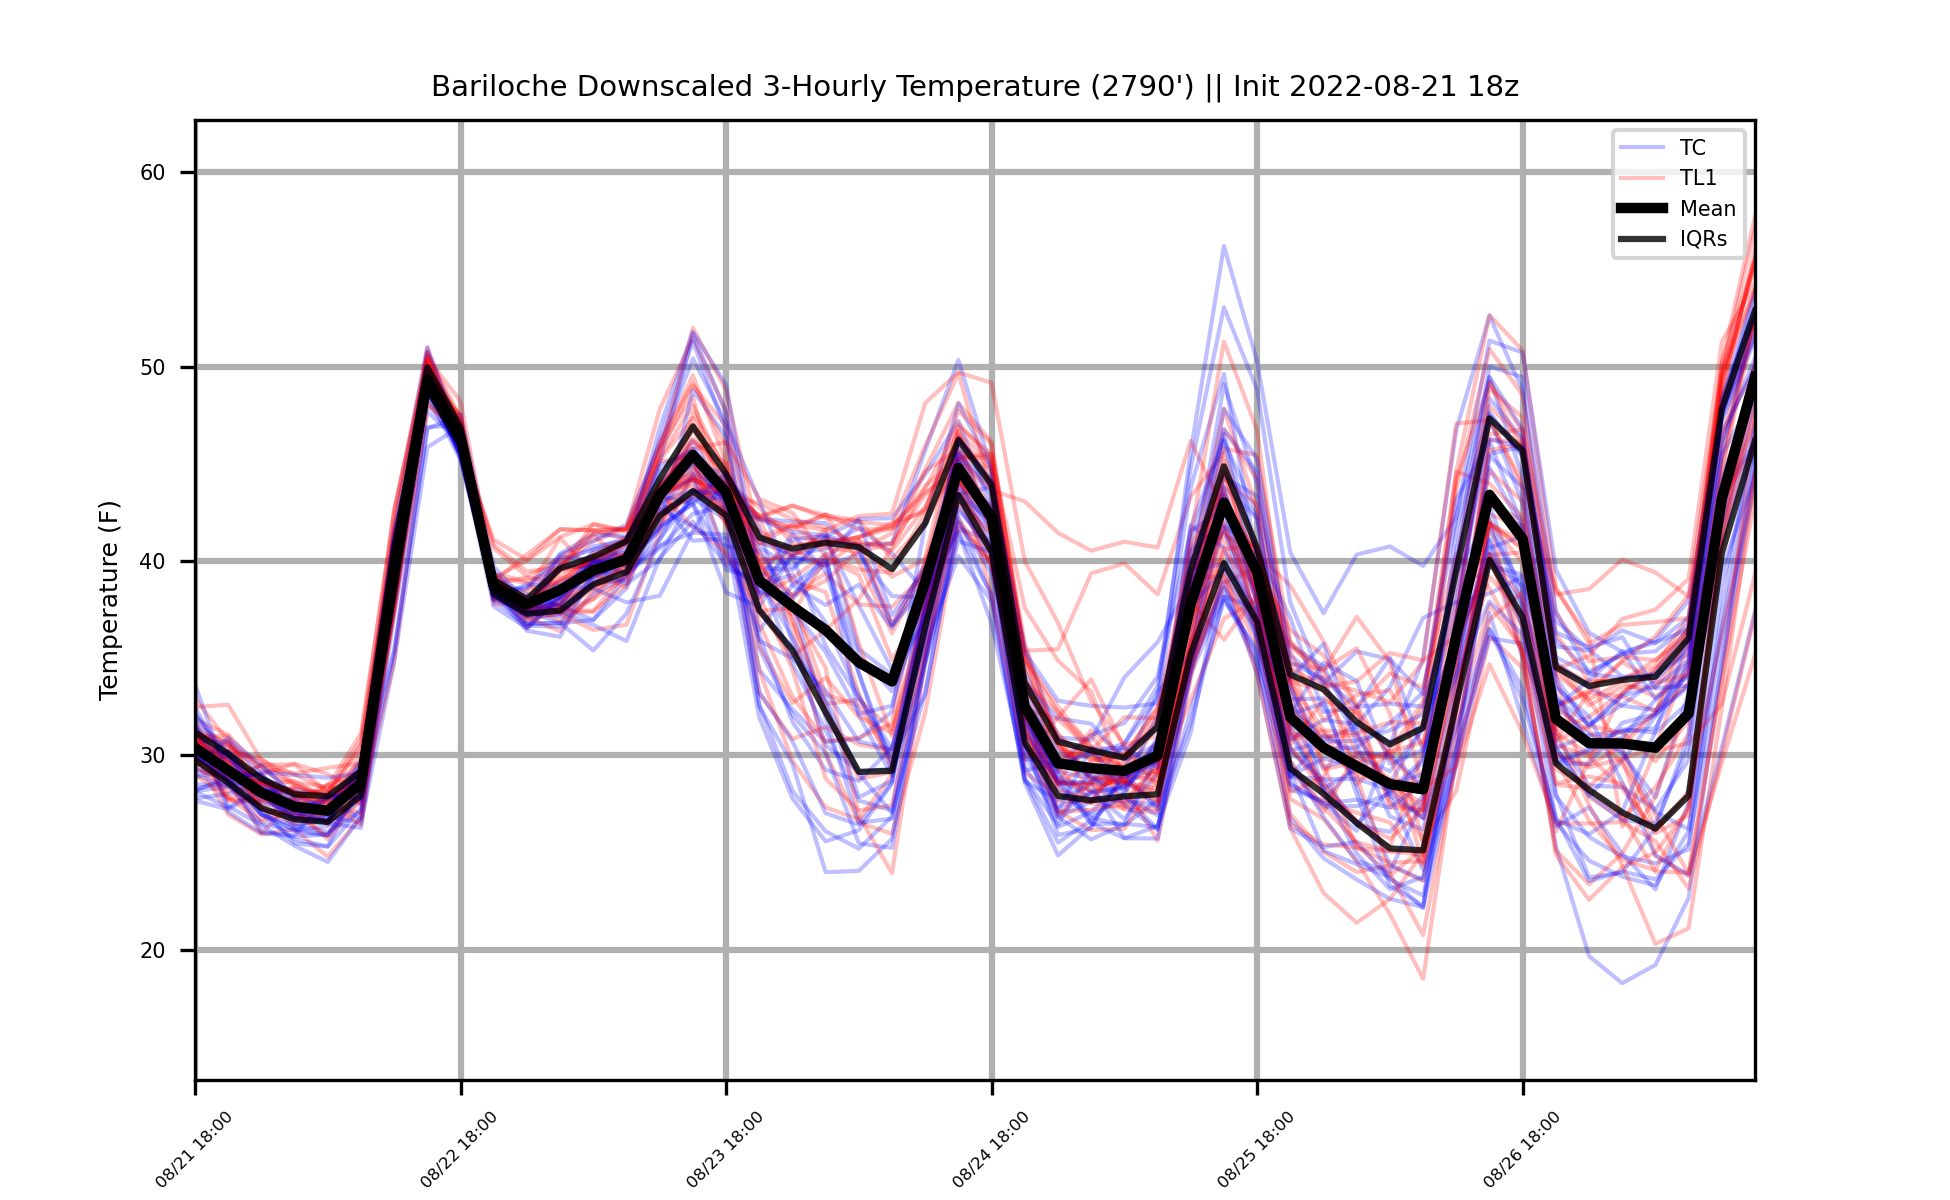 Bariloche Downscaled 3-Hourly Temperature (2790') || Init 2022-08-21 18z
TC
TL1
Mean
IQRs
Temperature (F)
60
50
40
30
20
08/21 18:00
08/22 18:00
08/23 18:00
08/24 18:00
08/25 18:00
08/26 18:00